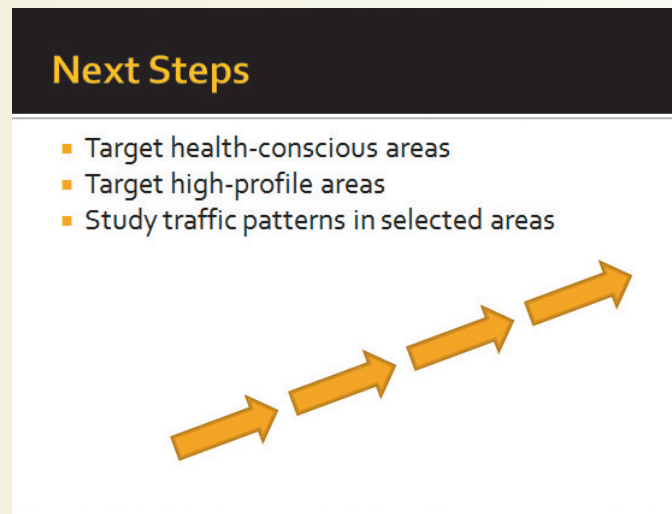 Next Steps
Target health-conscious areas
Target high-profile areas
Study traffic patterns in selected areas